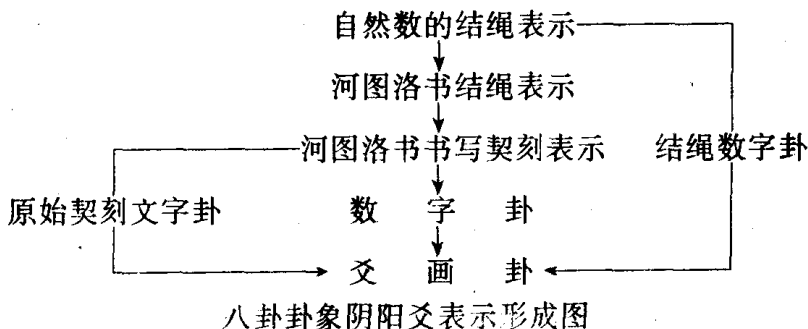 自然数的结绳表示
河图洛书结绳表示
河图洛书书写契刻表示 结绳数字卦
原始契刻文字卦 数字卦
爻画卦
八卦卦象阴阳爻表示形成图